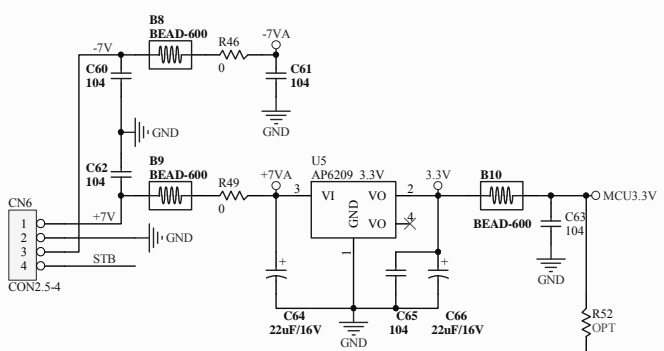 B8
BEAD-600
-7V
R46
0
-7VA
C60
104
C61
104
GND
GND
C62
104
B9
BEAD-600
R49
0
+7VA
U5
AP6209 3.3V
3
VI
VO
2
GND
VO
4
1
3.3V
B10
BEAD-600
MCU3.3V
C63
104
GND
CN6
1
2
3
4
CON2.5-4
+7V
GND
STB
C64
22uF/16V
GND
C65
104
C66
22uF/16V
R52
OPT